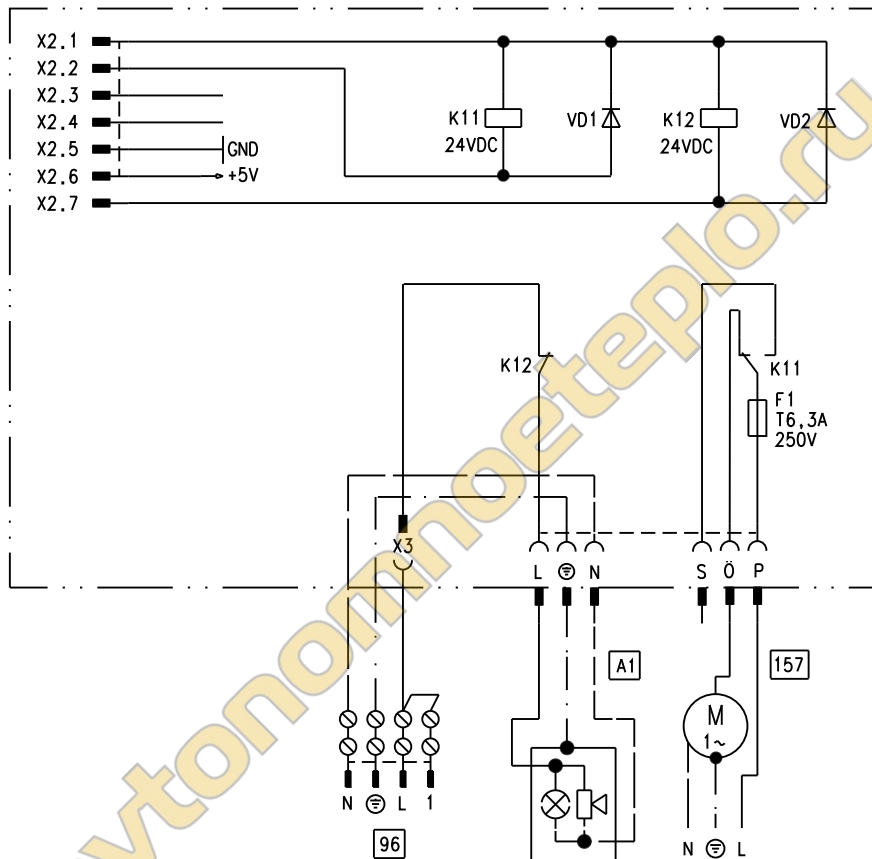 X2.1
X2.2
X2.3
X2.4
X2.5
X2.6
X2.7
GND
+5V
K11
24VDC
VD1
K12
24VDC
VD2
K12
K11
F1
T6,3A
250V
X3
L
N
S
Ö
P
A1
157
M
1~
N
L
1
96
N
L
avtonomnoeteplo.ru